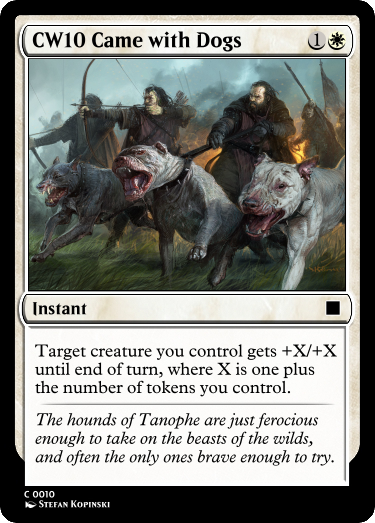 CW10 Came with Dogs 1
Instant
Target creature you control gets +X/+X
until end of turn, where X is one plus
the number of tokens you control.
The hounds of Tanophe are just ferocious
enough to take on the beasts of the wilds,
and often the only ones brave enough to try.
C 0010
Stefan Kopinski